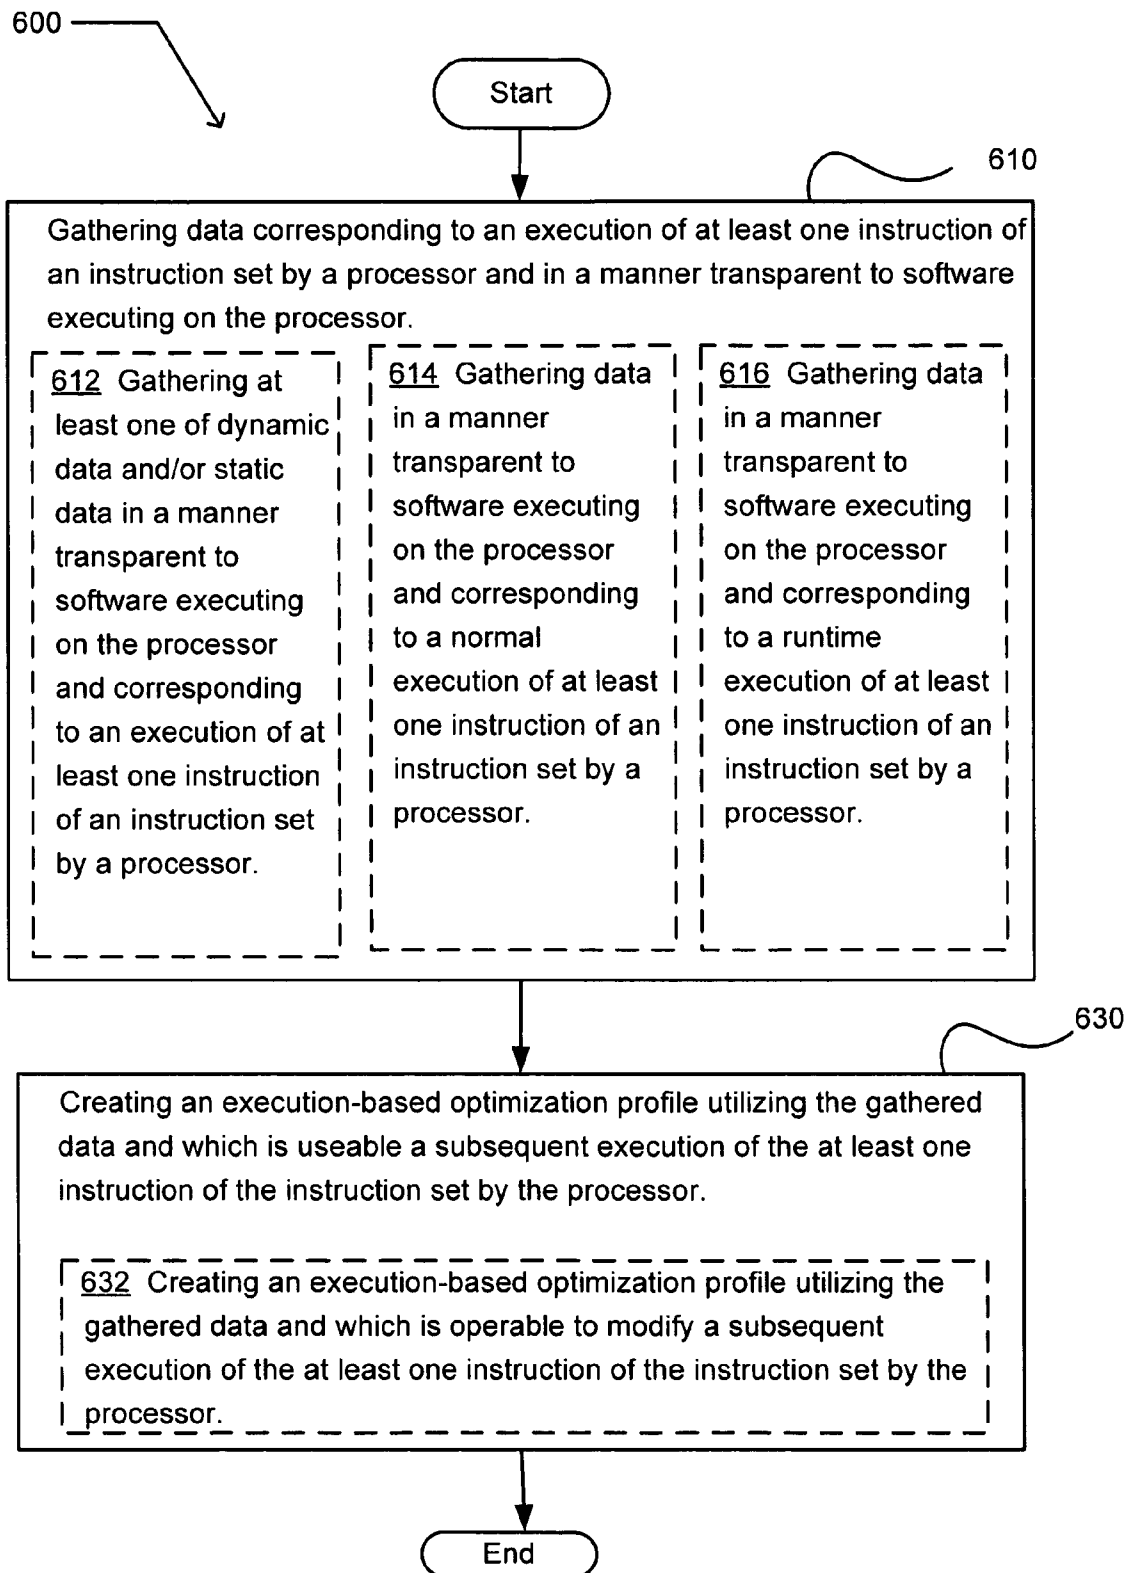 600
Start
610
Gathering data corresponding to an execution of at least one instruction of
an instruction set by a processor and in a manner transparent to software
executing on the processor.
612 Gathering at
least one of dynamic
data and/or static
data in a manner
transparent to
software executing
on the processor
and corresponding
to an execution of at
least one instruction
of an instruction set
by a processor.
614 Gathering data
in a manner
transparent to
software executing
on the processor
and corresponding
to a normal
execution of at least
one instruction of an
instruction set by a
processor.
616 Gathering data
in a manner
transparent to
software executing
on the processor
and corresponding
to a runtime
execution of at least
one instruction of an
instruction set by a
processor.
630
Creating an execution-based optimization profile utilizing the gathered
data and which is useable a subsequent execution of the at least one
instruction of the instruction set by the processor.
632 Creating an execution-based optimization profile utilizing the
gathered data and which is operable to modify a subsequent
execution of the at least one instruction of the instruction set by the
processor.
End